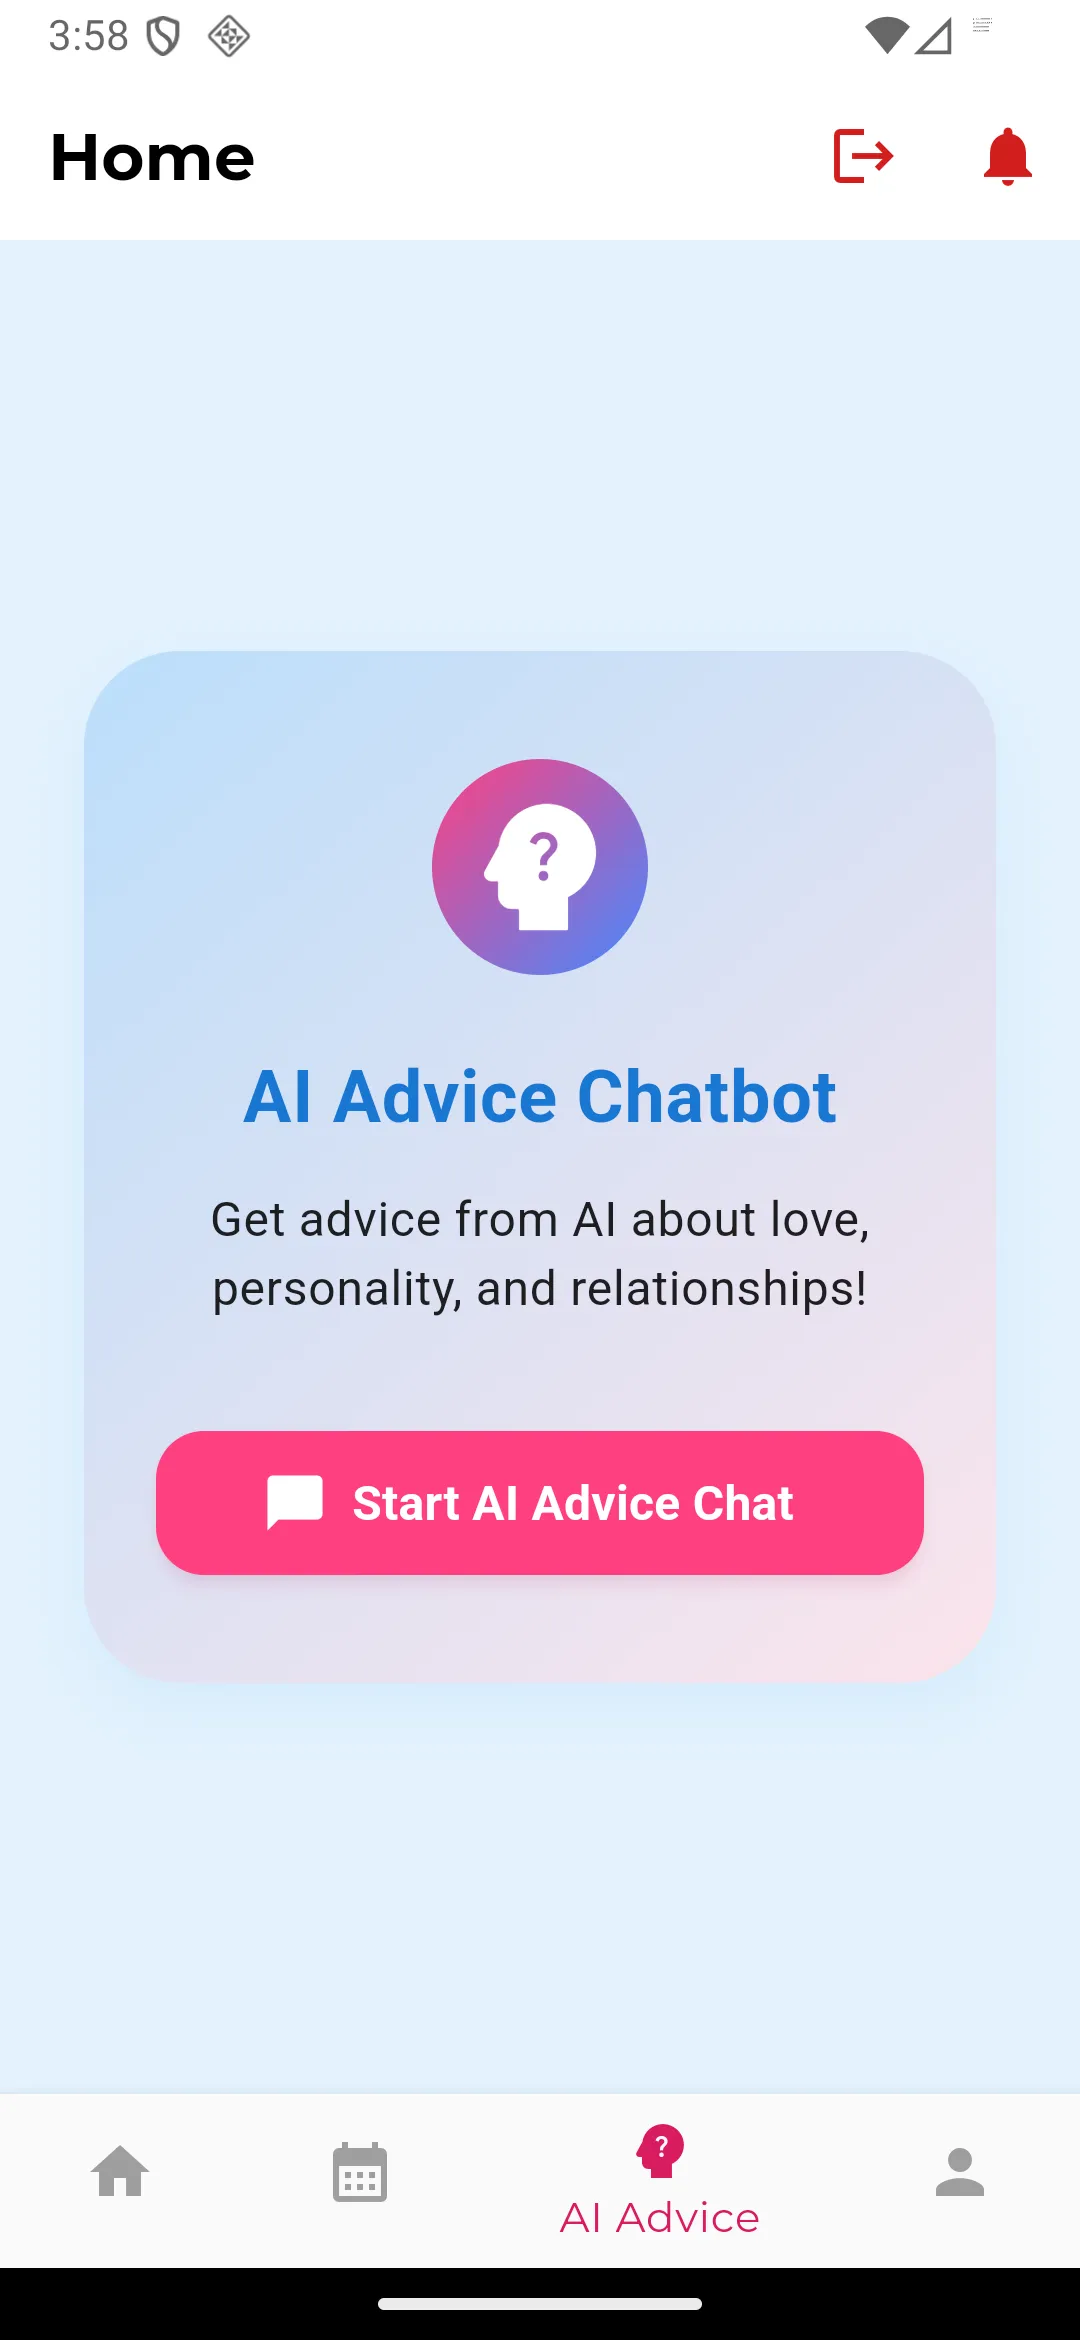 3:58
Home
?
AI Advice Chatbot
Get advice from AI about love,
personality, and relationships!
Start AI Advice Chat
?
AI Advice